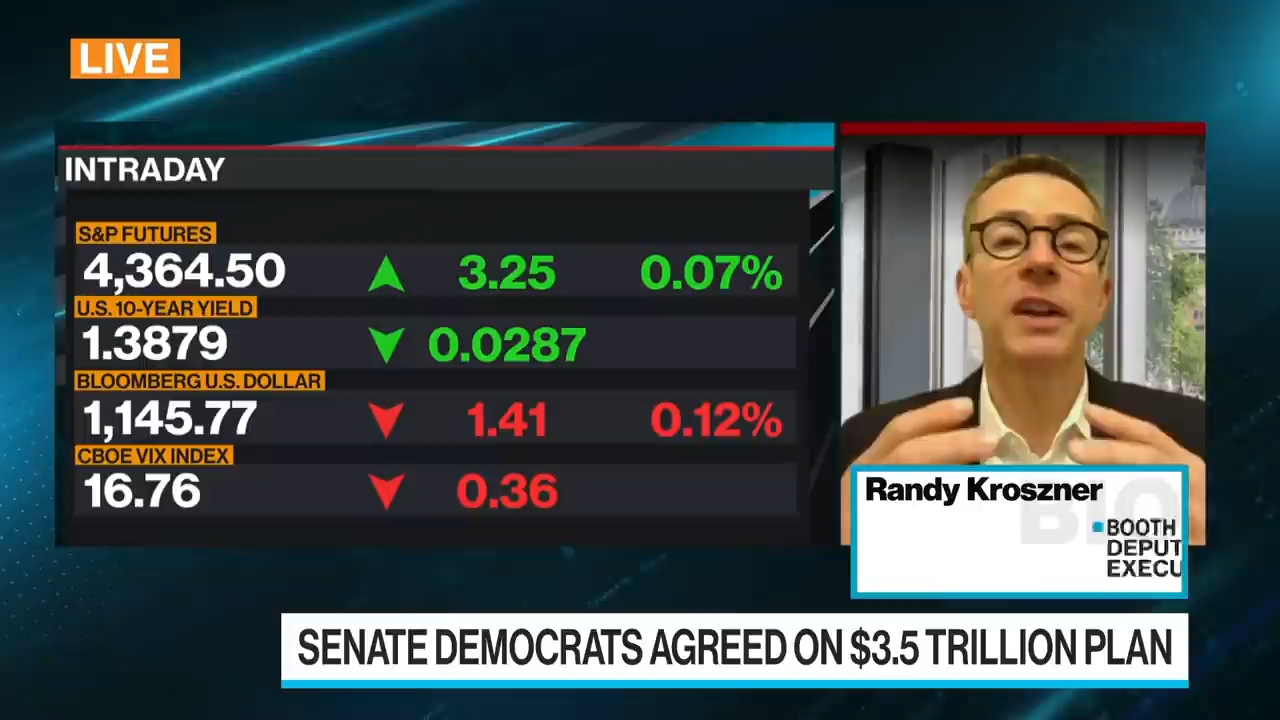 LIVE
INTRADAY
S&P FUTURES
4,364.50 3.25 0.07%
U.S. 10-YEAR YIELD
1.3879 0.0287
BLOOMBERG U.S. DOLLAR
1,145.77 1.41 0.12%
CBOE VIX INDEX
16.76 0.36
Randy Kroszner
BIO
BOOTH
DEPUT
EXECU
SENATE DEMOCRATS AGREED ON $3.5 TRILLION PLAN